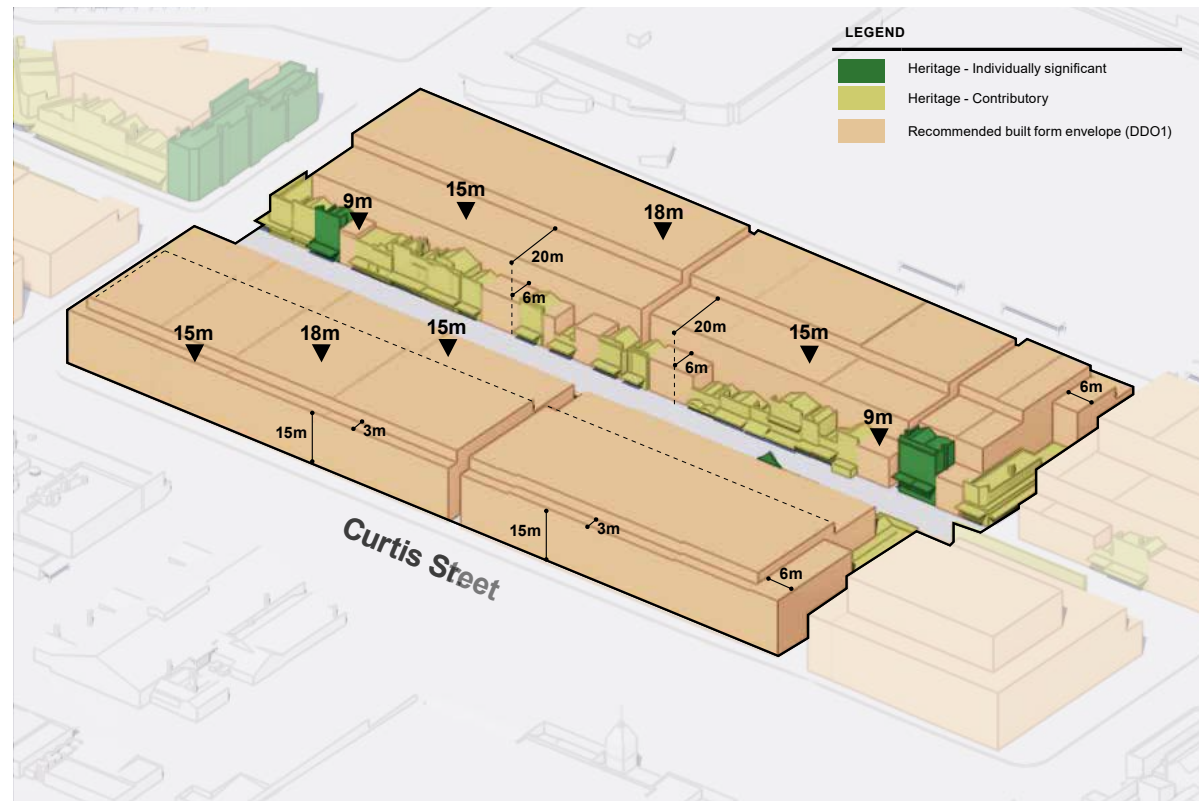 LEGEND
Heritage - Individually significant
Heritage - Contributory
Recommended built form envelope (DDO1)
9m
15m
18m
20m
6m
15m
18m
15m
20m
15m
6m
6m
9m
15m
3m
15m
3m
6m
Curtis Steet